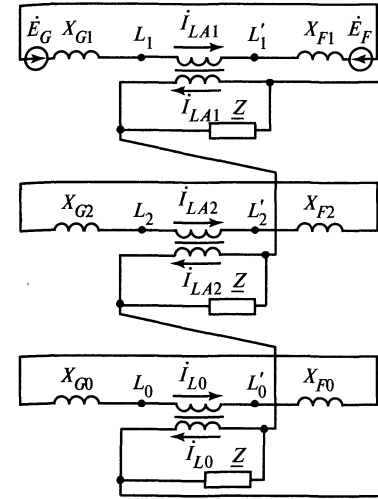 Ė_G X_G1 L_1 İ_LA1 L′_1 X_F1 Ė_F
İ_LA1 Z
X_G2 L_2 İ_LA2 L′_2 X_F2
İ_LA2 Z
X_G0 L_0 İ_L0 L′_0 X_F0
İ_L0 Z